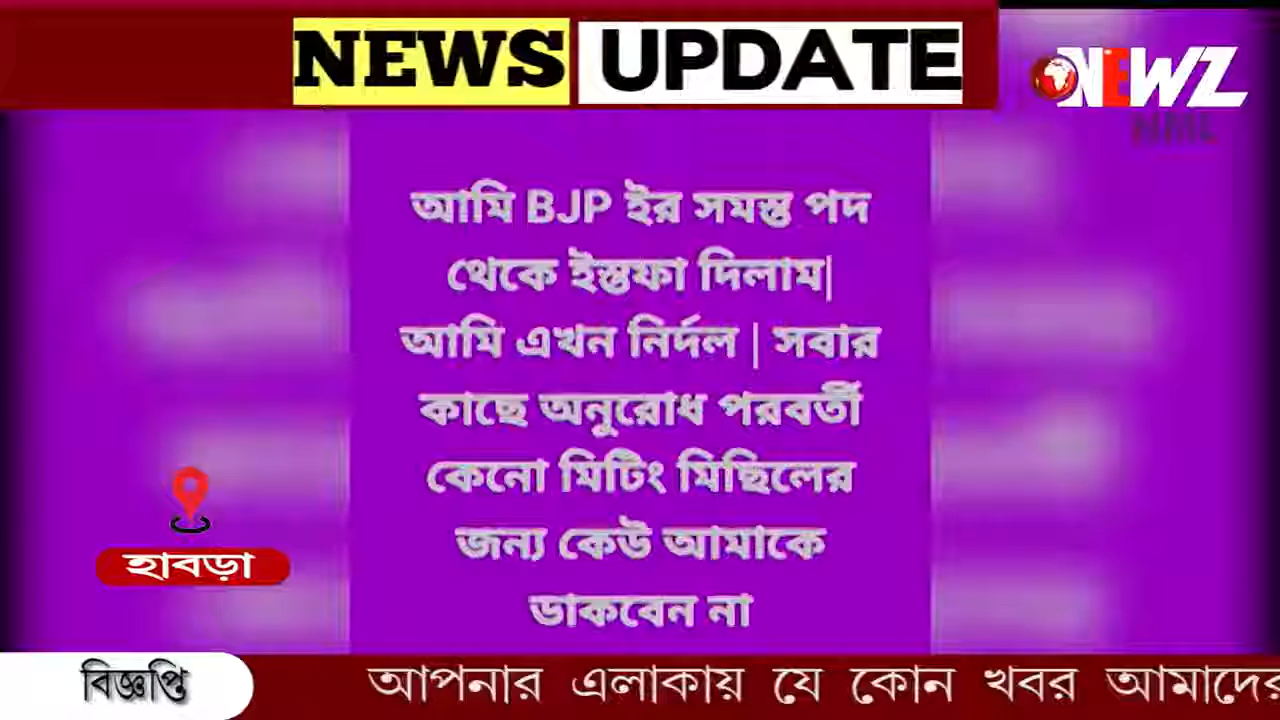 NEWS UPDATE
NEWZ
NML
আমি BJP ইর সমস্ত পদ
থেকে ইস্তফা দিলাম|
আমি এখন নির্দল | সবার
কাছে অনুরোধ পরবর্তী
কেনো মিটিং মিছিলের
জন্য কেউ আমাকে
ডাকবেন না
হাবড়া
বিজ্ঞপ্তি
আপনার এলাকায় যে কোন খবর আমাদের